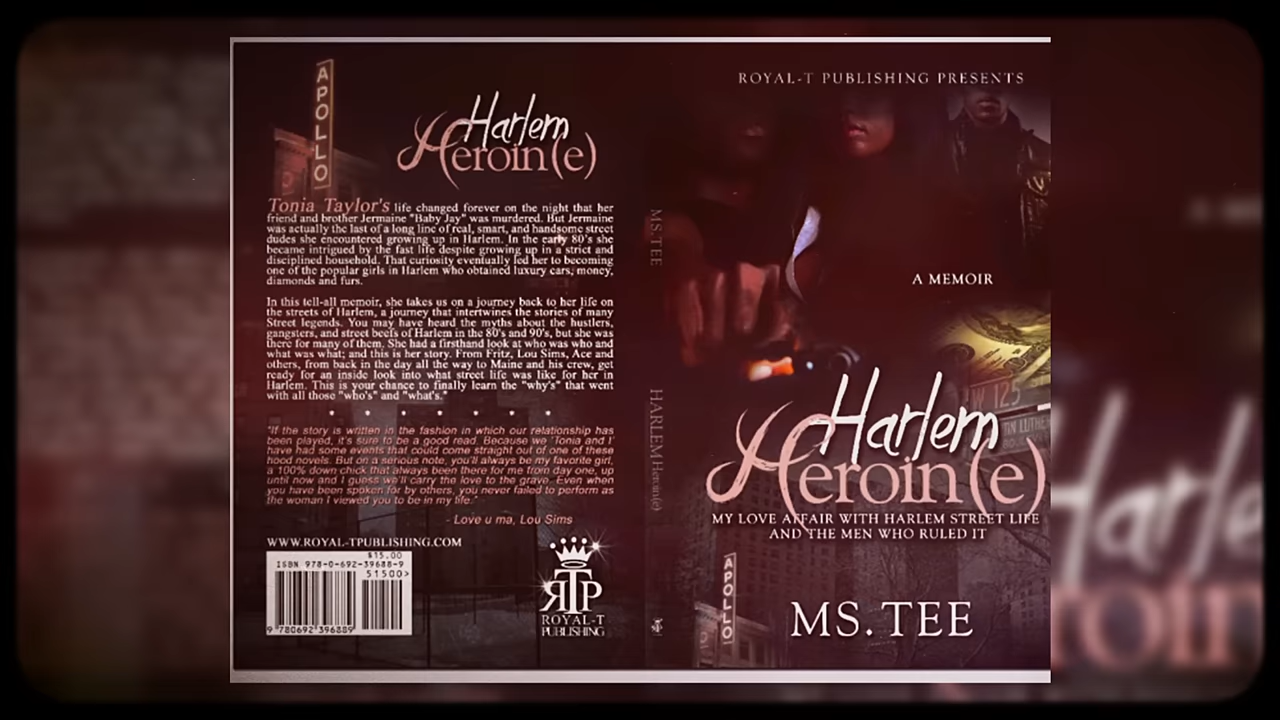 APOLLO
Harlem
Heroin(e)
Tonia Taylor's life changed forever on the night that her
friend and brother Jermaine "Baby Jay" was murdered. But Jermaine
was actually the last of a long line of real, smart, and handsome street
dudes she encountered growing up in Harlem. In the early 80's she
became intrigued by the fast life despite growing up in a strict and
disciplined household. That curiosity eventually led her to becoming
one of the popular girls in Harlem who obtained luxury cars, money,
diamonds and furs.
In this tell-all memoir, she takes us on a journey back to her life on
the streets of Harlem, a journey that intertwines the stories of many
Street legends. You may have heard the myths about the hustlers,
gangsters, and street beefs of Harlem in the 80's and 90's, but she was
there for many of them. She had a firsthand look at who was who and
what was what; and this is her story. From Fritz, Lou Sims, Ace and
others, from back in the day all the way to Maine and his crew, get
ready for an inside look into what street life was like for her in
Harlem. This is your chance to finally learn the "why's" that went
with all those "who's" and "what's."
* * * * * * *
"If the story is written in the fashion in which our relationship has
been played, it's sure to be a good read. Because we 'Tonia and I'
have had some events that could come straight out of one of these
hood novels. But on a serious note, you'll always be my favorite girl,
a 100% down chick that always been there for me from day one, up
until now and I guess we'll carry the love to the grave. Even when
you have been spoken for by others, you never failed to perform as
the woman I viewed you to be in my life."
- Love u ma, Lou Sims
WWW.ROYAL-TPUBLISHING.COM
$15.00
ISBN 978-0-692-39688-9
51500>
9 780692 396889
RTP
ROYAL-T
PUBLISHING
MS. TEE
HARLEM Heroin(e)
ROYAL-T PUBLISHING PRESENTS
A MEMOIR
W 125
Harlem
Heroin(e)
MY LOVE AFFAIR WITH HARLEM STREET LIFE
AND THE MEN WHO RULED IT
APOLLO
MS. TEE